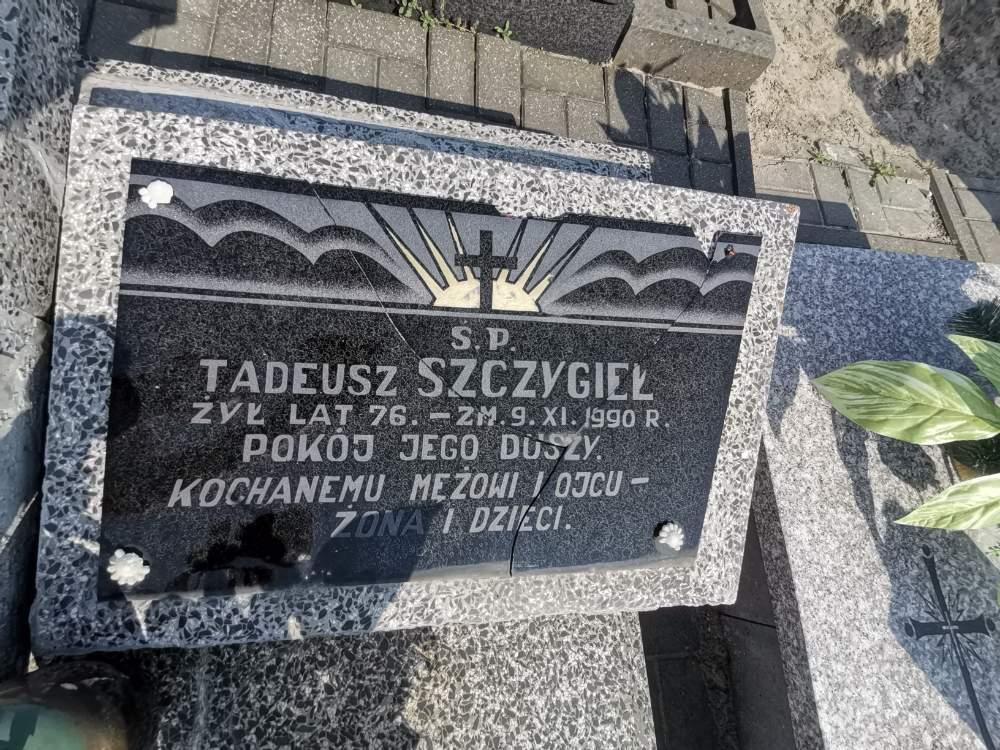 Ś.P.
TADEUSZ SZCZYGIEŁ
ŻYŁ LAT 76. – ZM. 9. XI. 1990 R.
POKÓJ JEGO DUSZY.
KOCHANEMU MĘŻOWI I OJCU –
ŻONA I DZIECI.